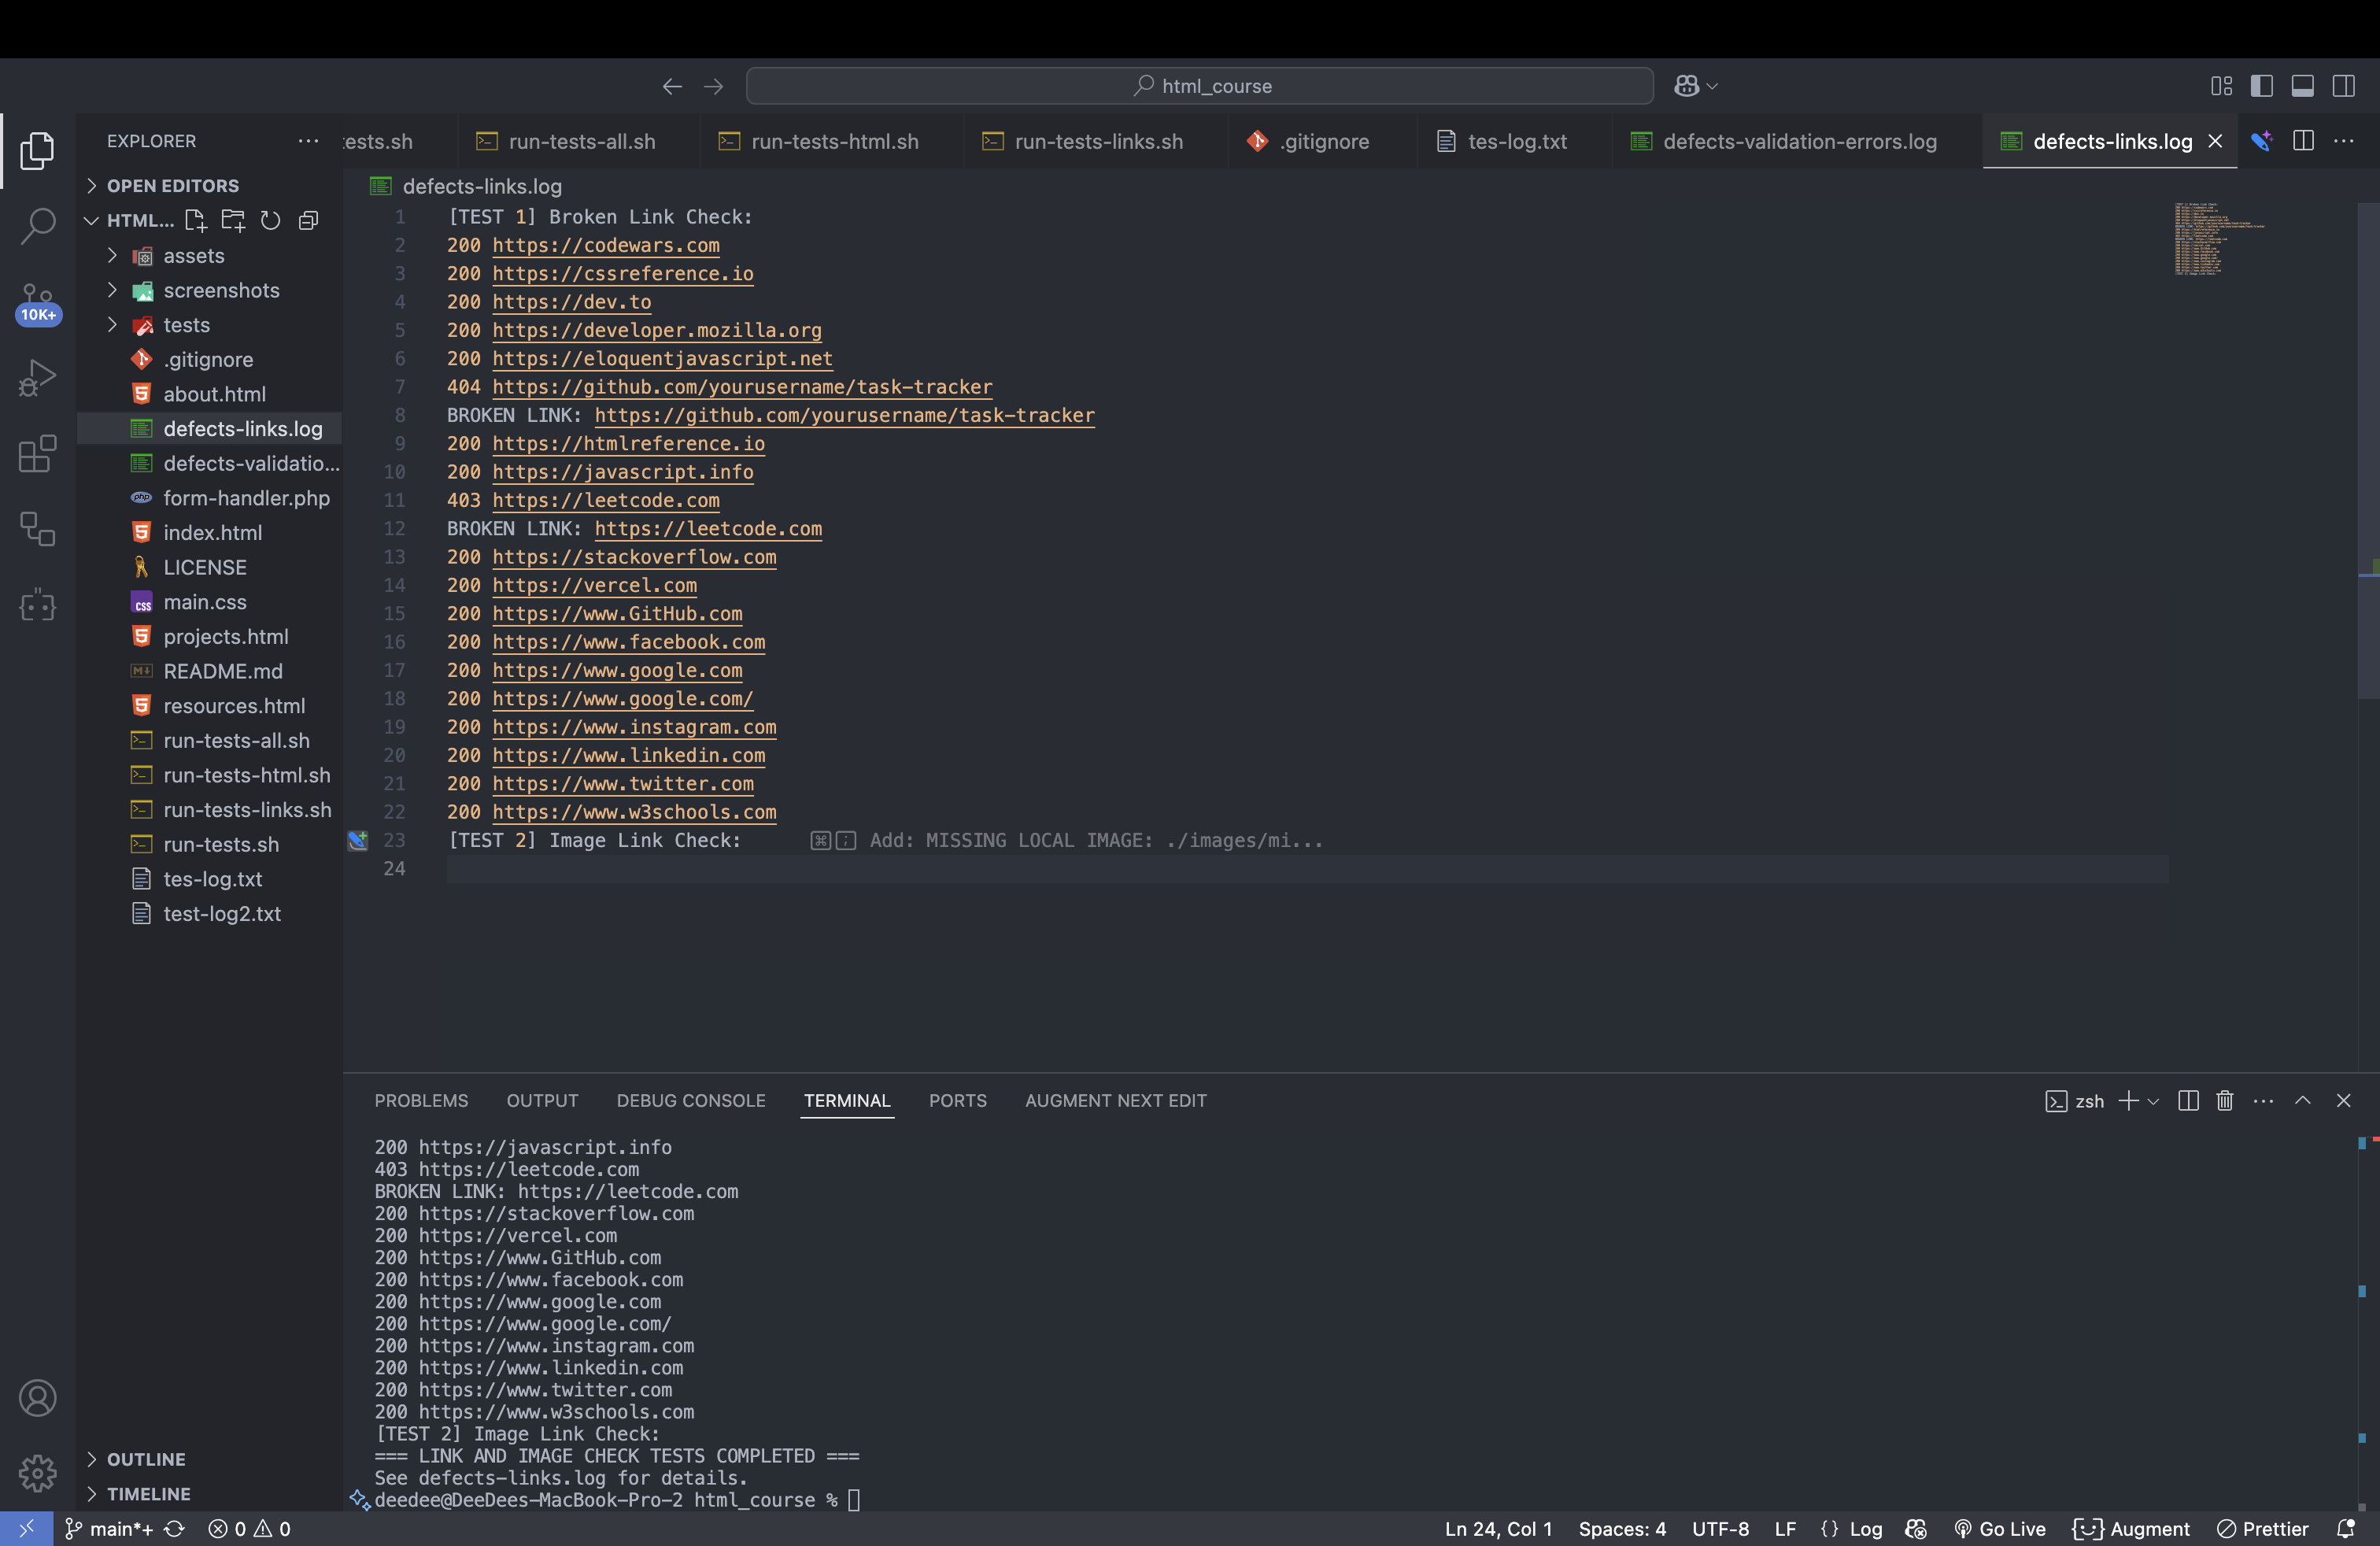 html_course
EXPLORER
ests.sh
run-tests-all.sh
run-tests-html.sh
run-tests-links.sh
.gitignore
tes-log.txt
defects-validation-errors.log
defects-links.log
OPEN EDITORS
HTML...
assets
screenshots
tests
.gitignore
about.html
defects-links.log
defects-validatio...
form-handler.php
index.html
LICENSE
main.css
projects.html
README.md
resources.html
run-tests-all.sh
run-tests-html.sh
run-tests-links.sh
run-tests.sh
tes-log.txt
test-log2.txt
OUTLINE
TIMELINE
10K+
defects-links.log
1 [TEST 1] Broken Link Check:
2 200 https://codewars.com
3 200 https://cssreference.io
4 200 https://dev.to
5 200 https://developer.mozilla.org
6 200 https://eloquentjavascript.net
7 404 https://github.com/yourusername/task-tracker
8 BROKEN LINK: https://github.com/yourusername/task-tracker
9 200 https://htmlreference.io
10 200 https://javascript.info
11 403 https://leetcode.com
12 BROKEN LINK: https://leetcode.com
13 200 https://stackoverflow.com
14 200 https://vercel.com
15 200 https://www.GitHub.com
16 200 https://www.facebook.com
17 200 https://www.google.com
18 200 https://www.google.com/
19 200 https://www.instagram.com
20 200 https://www.linkedin.com
21 200 https://www.twitter.com
22 200 https://www.w3schools.com
23 [TEST 2] Image Link Check: ⌘ ; Add: MISSING LOCAL IMAGE: ./images/mi...
24
PROBLEMS OUTPUT DEBUG CONSOLE TERMINAL PORTS AUGMENT NEXT EDIT
zsh
200 https://javascript.info
403 https://leetcode.com
BROKEN LINK: https://leetcode.com
200 https://stackoverflow.com
200 https://vercel.com
200 https://www.GitHub.com
200 https://www.facebook.com
200 https://www.google.com
200 https://www.google.com/
200 https://www.instagram.com
200 https://www.linkedin.com
200 https://www.twitter.com
200 https://www.w3schools.com
[TEST 2] Image Link Check:
=== LINK AND IMAGE CHECK TESTS COMPLETED ===
See defects-links.log for details.
deedee@DeeDees-MacBook-Pro-2 html_course %
main*+ 0 0 Ln 24, Col 1 Spaces: 4 UTF-8 LF {} Log Go Live Augment Prettier